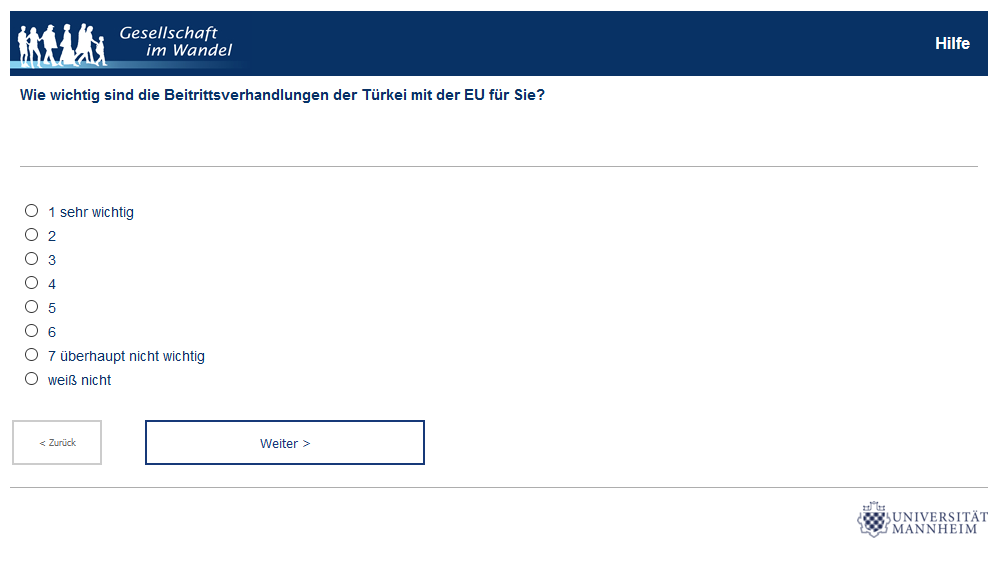 Gesellschaft
im Wandel
Hilfe
Wie wichtig sind die Beitrittsverhandlungen der Türkei mit der EU für Sie?
1 sehr wichtig
2
3
4
5
6
7 überhaupt nicht wichtig
weiß nicht
< Zurück
Weiter >
UNIVERSITÄT
MANNHEIM